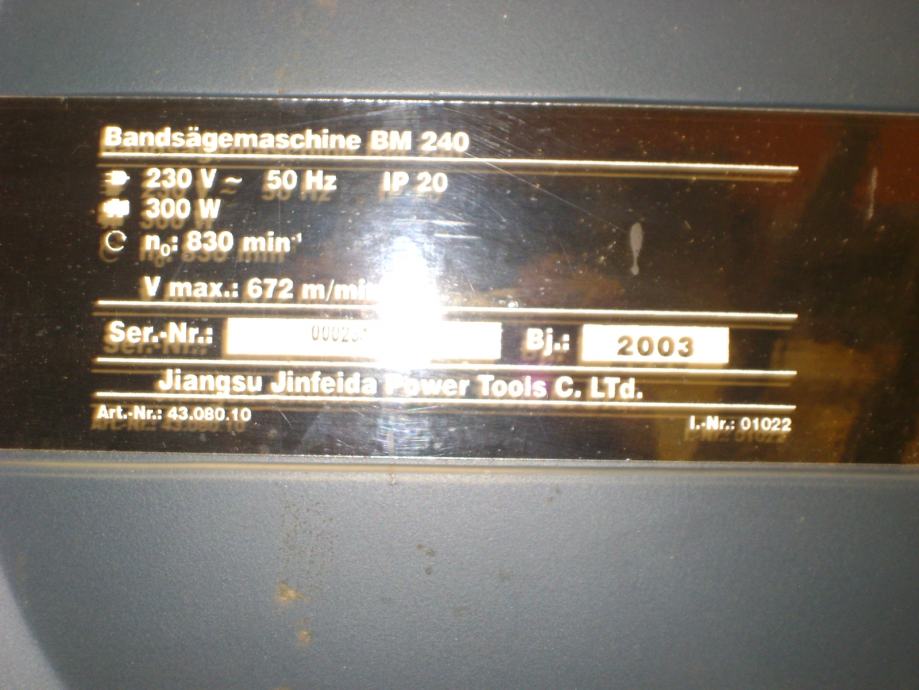 Bandsägemaschine BM 240
230 V ~ 50 Hz IP 20
300 W
n₀: 830 min⁻¹
V max.: 672 m/min
Ser.-Nr.: Bj.: 2003
Jiangsu Jinfeida Power Tools C. LTd.
Art.-Nr.: 43.080.10 I.-Nr.: 01022